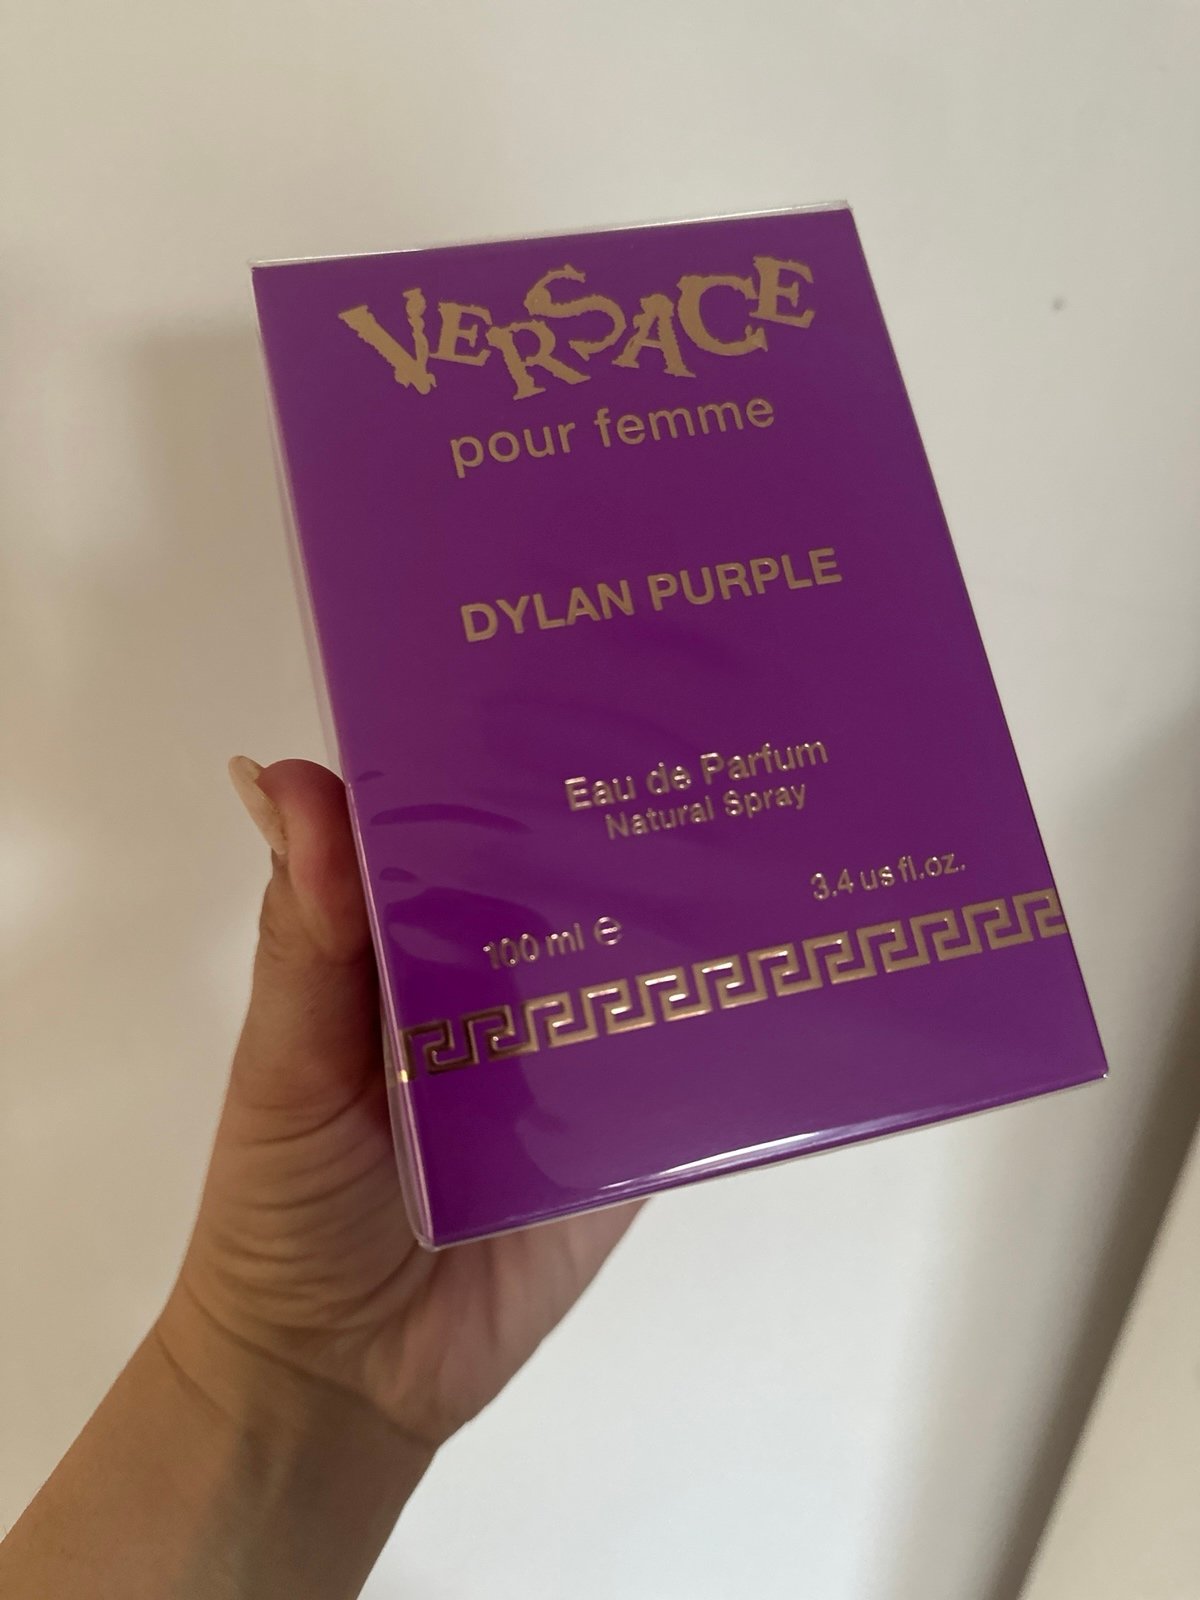 VERSACE
pour femme
DYLAN PURPLE
Eau de Parfum
Natural Spray
3.4 us fl.oz.
100 ml ℮